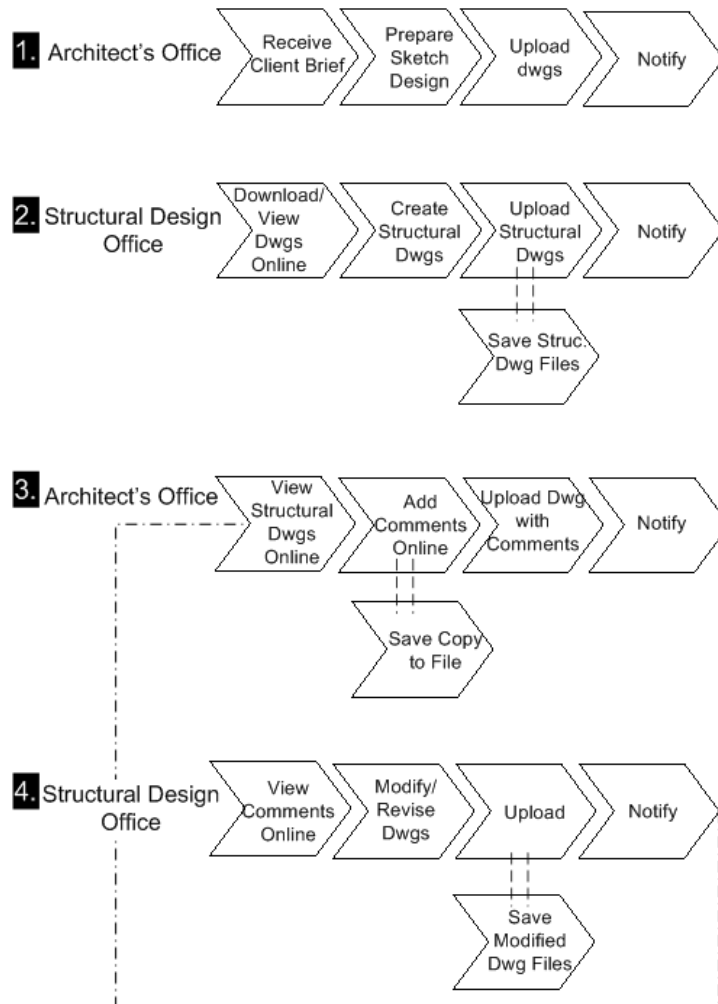 1. Architect's Office
Receive
Client Brief
Prepare
Sketch
Design
Upload
dwgs
Notify
2. Structural Design
Office
Download/
View
Dwgs
Online
Create
Structural
Dwgs
Upload
Structural
Dwgs
Notify
Save Struc.
Dwg Files
3. Architect's Office
View
Structural
Dwgs
Online
Add
Comments
Online
Upload Dwg
with
Comments
Notify
Save Copy
to File
4. Structural Design
Office
View
Comments
Online
Modify/
Revise
Dwgs
Upload
Notify
Save
Modified
Dwg Files